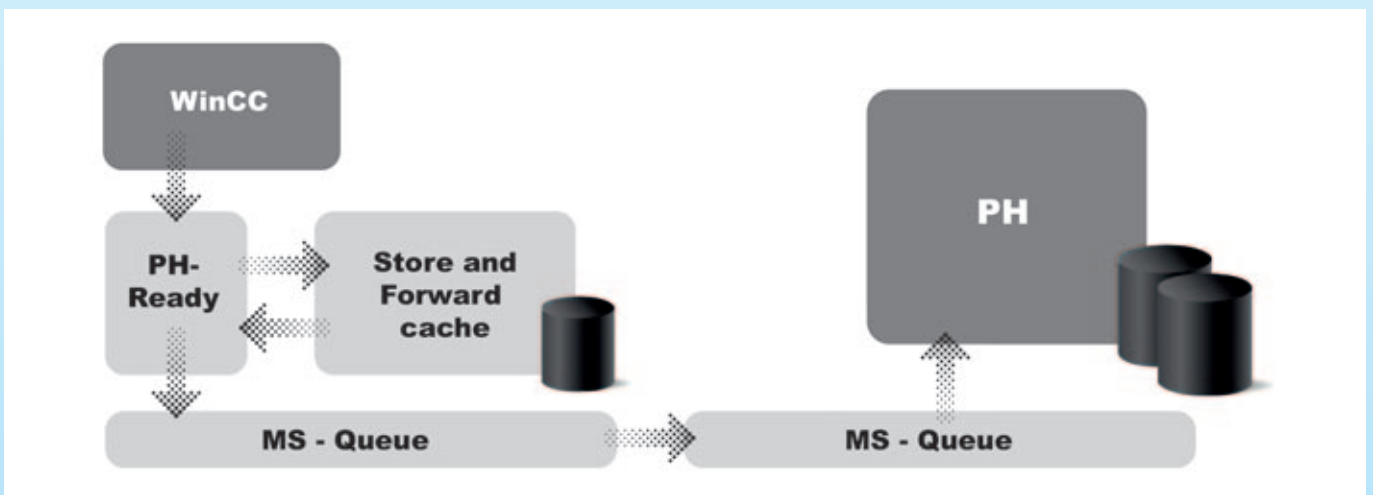 WinCC
PH-
Ready
Store and
Forward
cache
PH
MS - Queue
MS - Queue